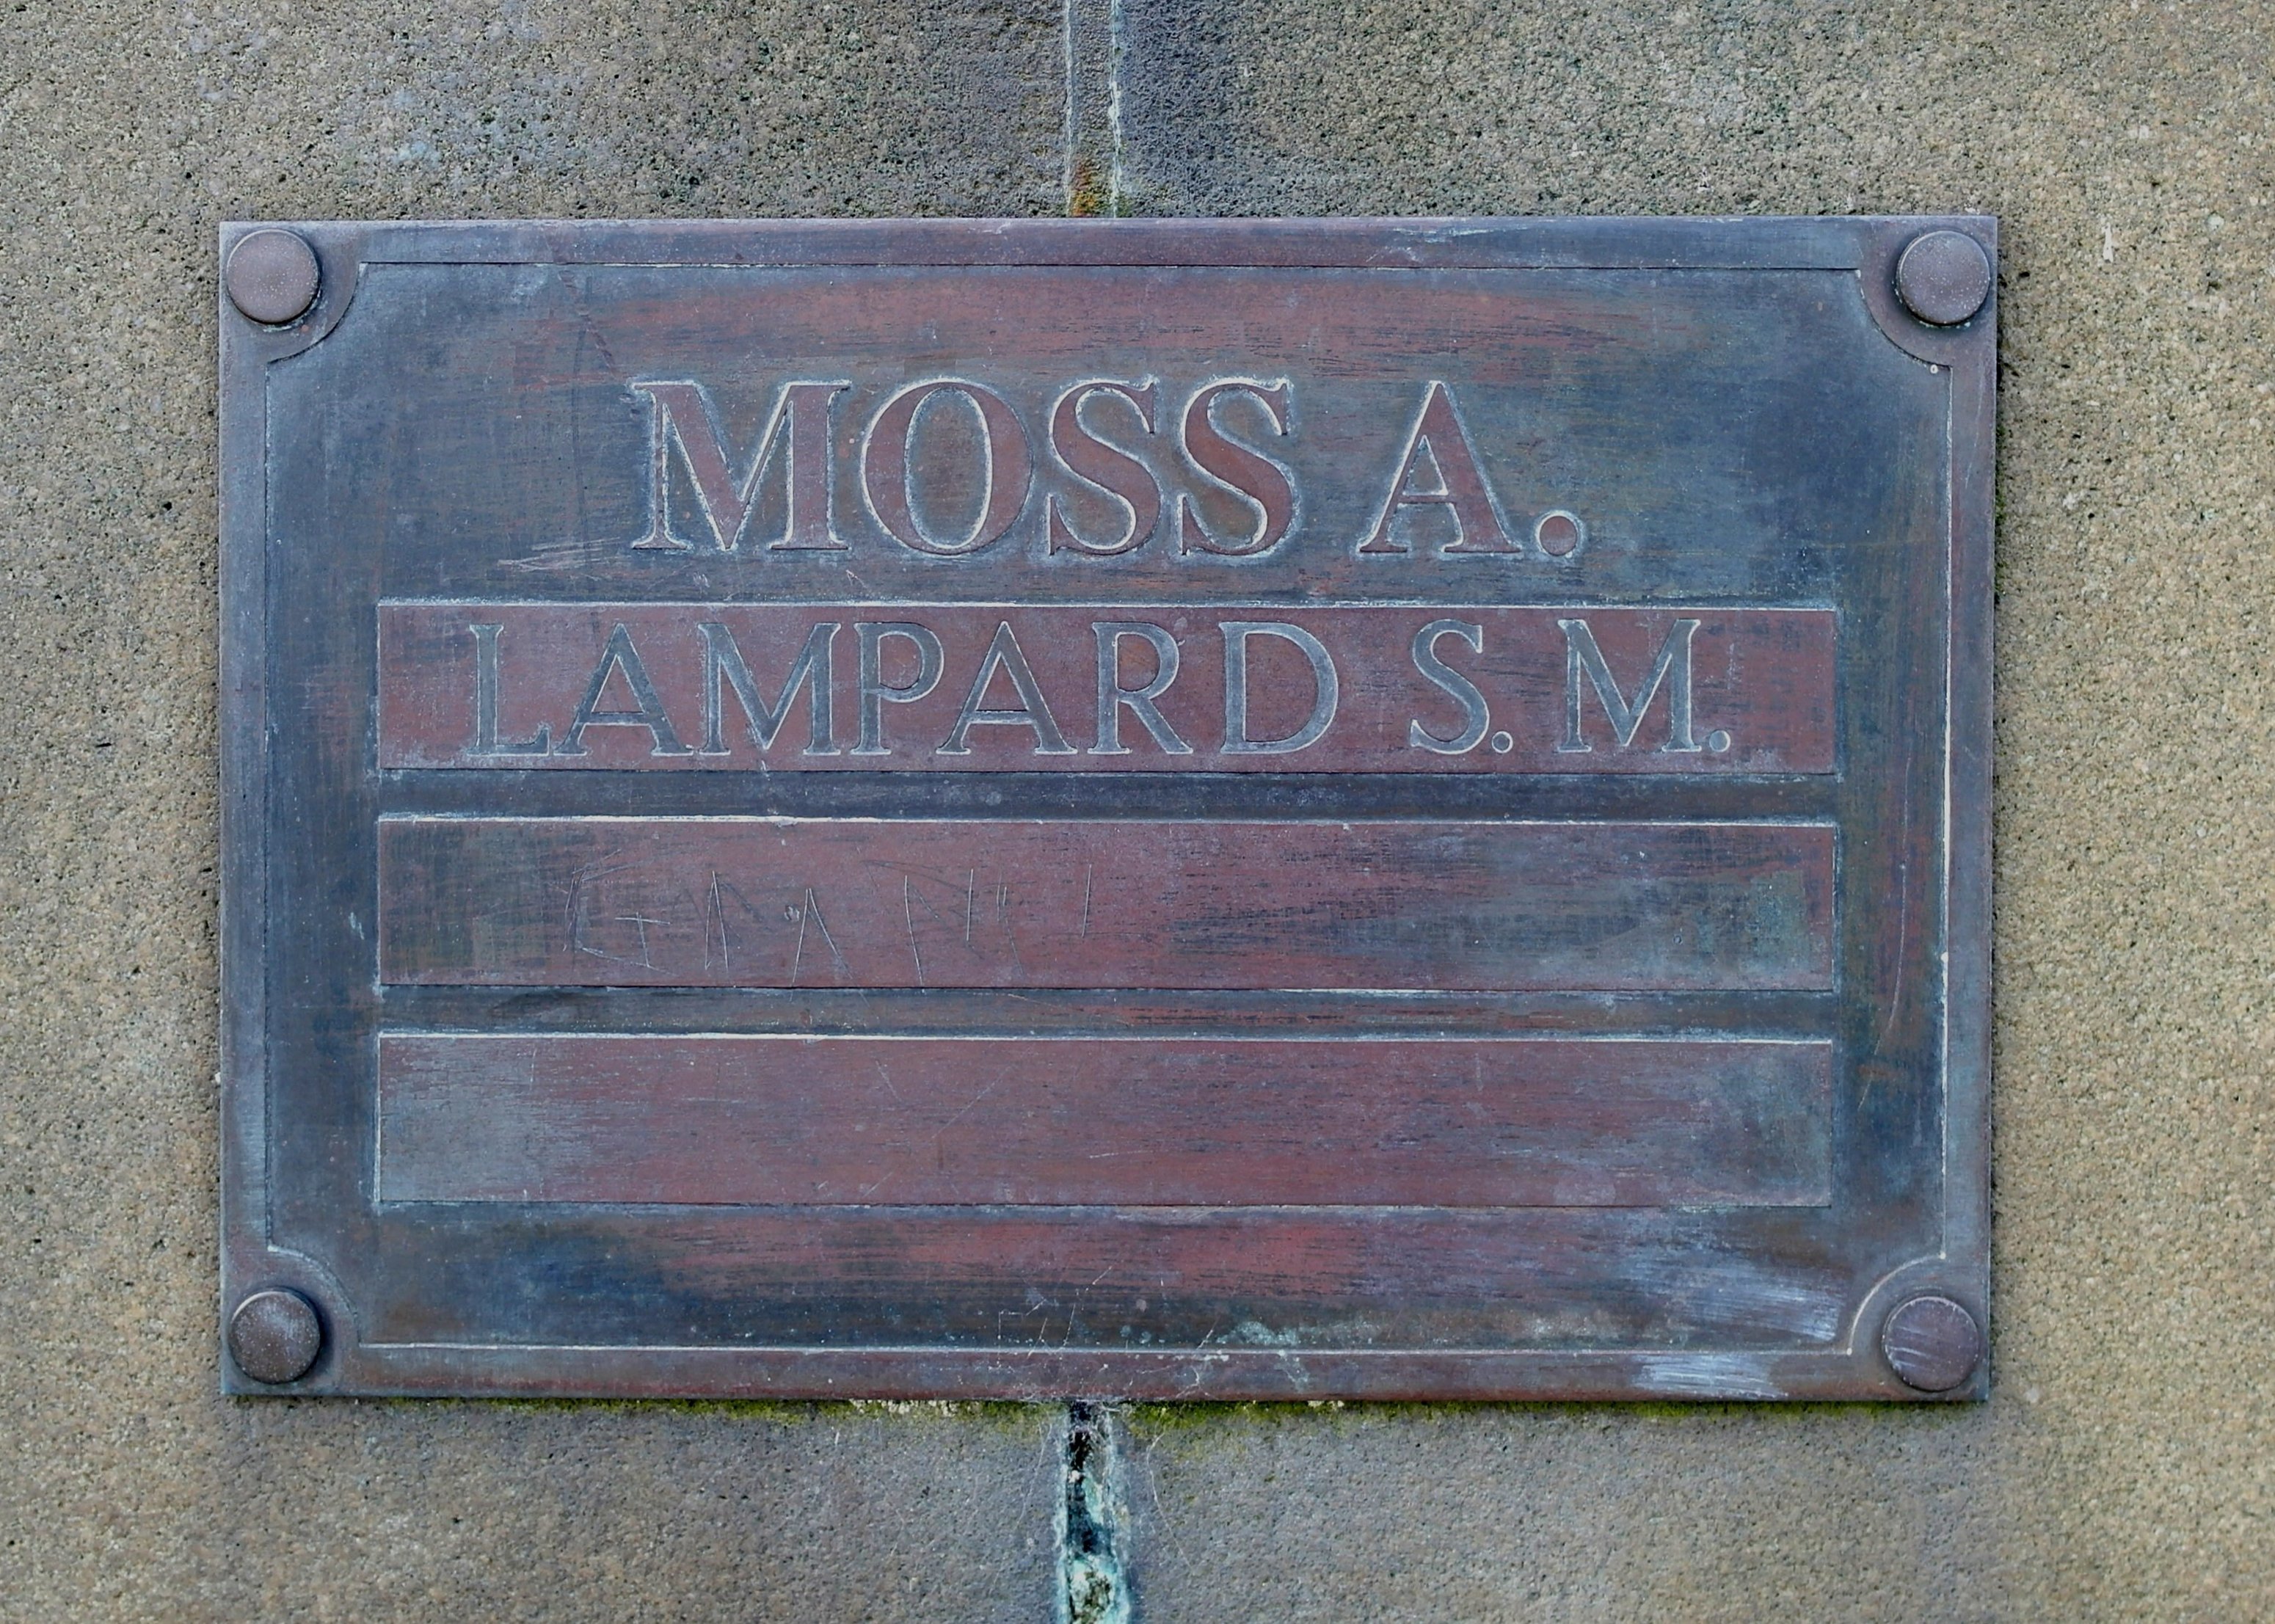 MOSS A.
LAMPARD S. M.